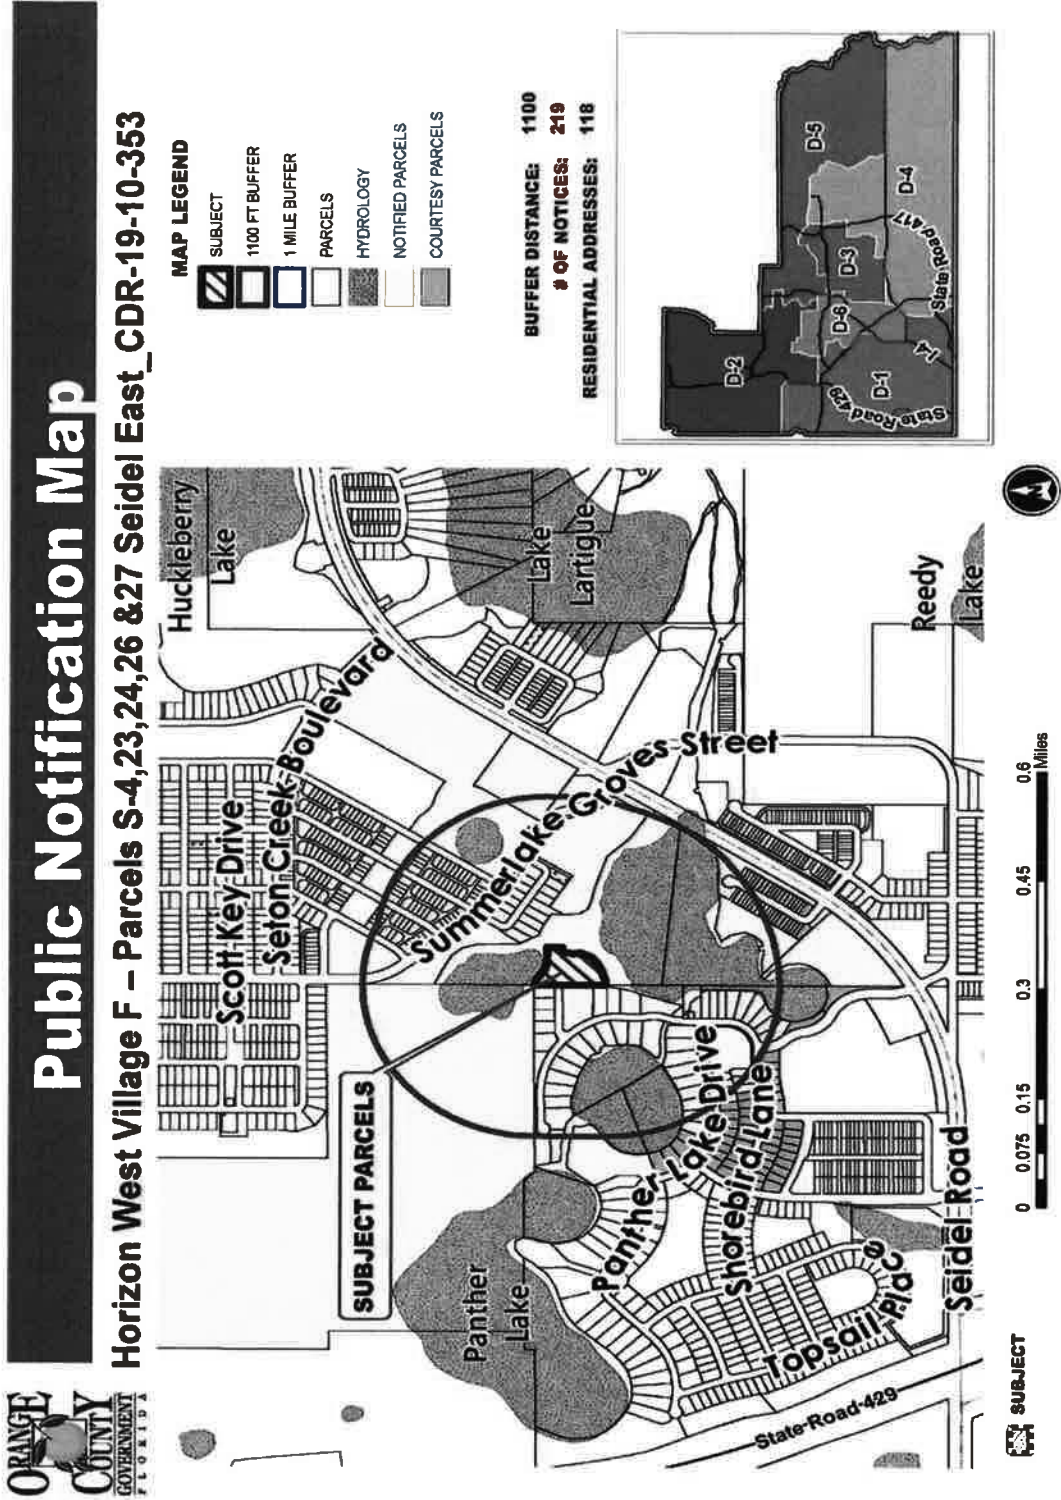 ORANGE
COUNTY
GOVERNMENT
FLORIDA
Public Notification Map
Horizon West Village F – Parcels S-4,23,24,26 &27 Seidel East_CDR-19-10-353
MAP LEGEND
SUBJECT
1100 FT BUFFER
1 MILE BUFFER
PARCELS
HYDROLOGY
NOTIFIED PARCELS
COURTESY PARCELS
BUFFER DISTANCE: 1100
# OF NOTICES: 219
RESIDENTIAL ADDRESSES: 118
D-2
D-5
D-3
D-6
D-4
D-1
State Road 429
State Road 417
I-4
Huckleberry
Lake
Scott Key Drive
Seton Creek Boulevard
Summerlake Groves Street
Lake
Lartigue
Reedy
Lake
SUBJECT PARCELS
Panther
Lake
Panther Lake Drive
Shorebird Lane
Topsail Place
Seidel Road
State Road 429
SUBJECT
0 0.075 0.15 0.3 0.45 0.6
Miles